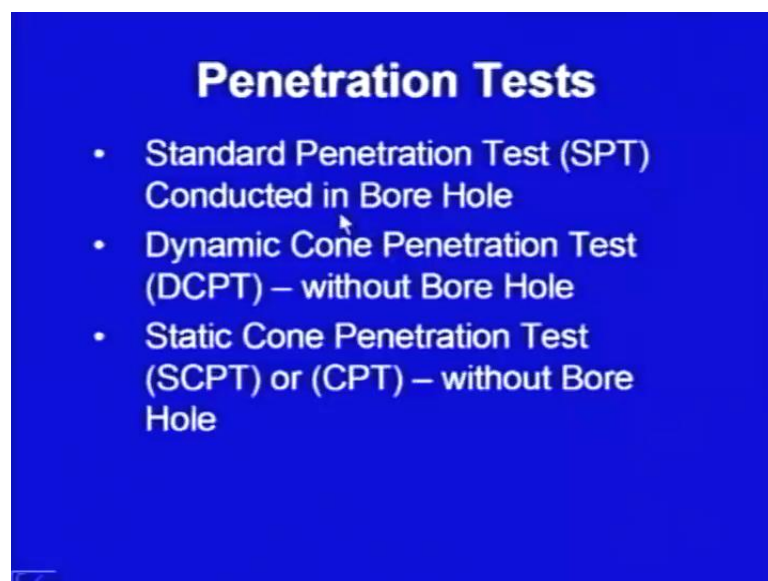 Penetration Tests
• Standard Penetration Test (SPT)
Conducted in Bore Hole
• Dynamic Cone Penetration Test
(DCPT) – without Bore Hole
• Static Cone Penetration Test
(SCPT) or (CPT) – without Bore
Hole